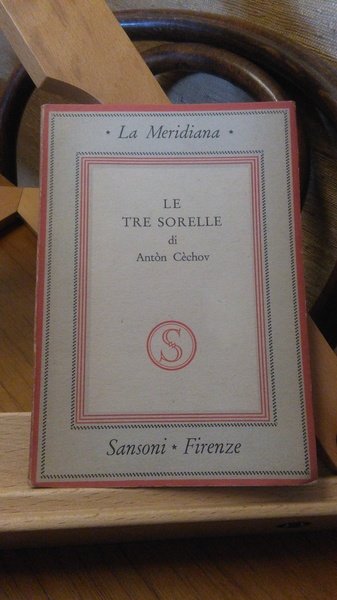 * La Meridiana *
LE
TRE SORELLE
di
Antòn Cèchov
S
Sansoni * Firenze